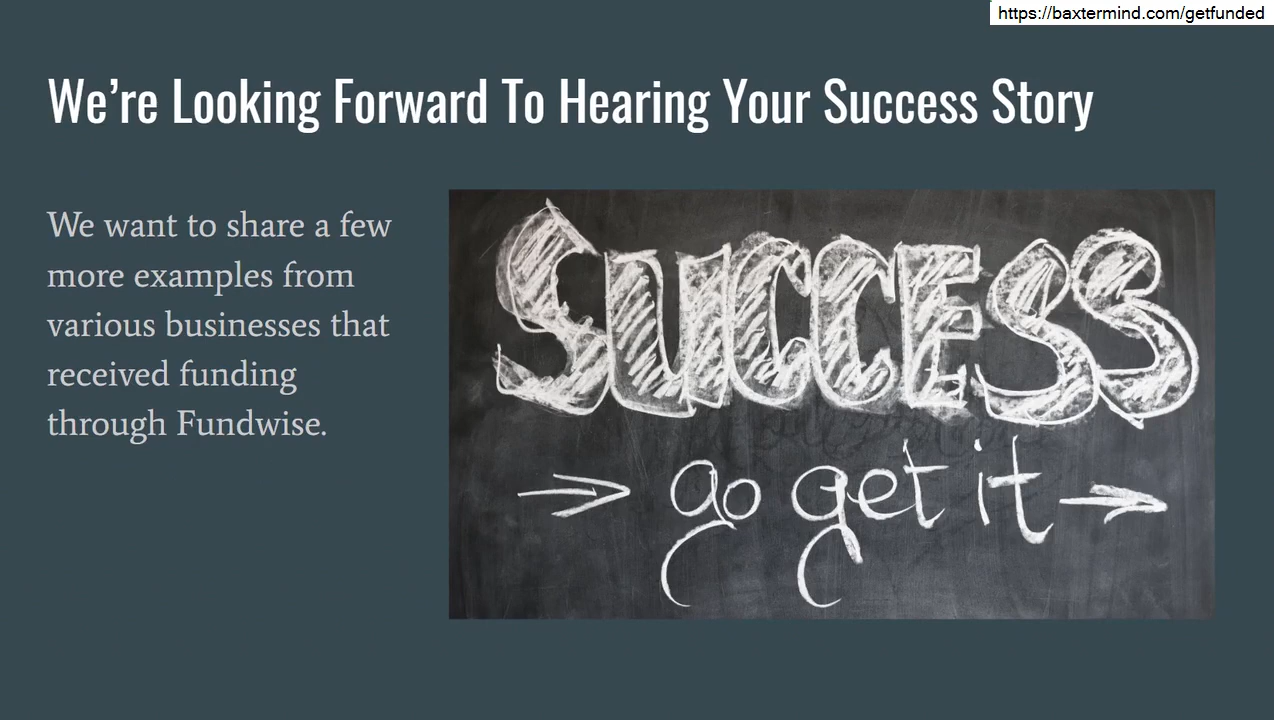 https://baxtermind.com/getfunded
We’re Looking Forward To Hearing Your Success Story
We want to share a few
more examples from
various businesses that
received funding
through Fundwise.
SUCCESS
→ go get it →